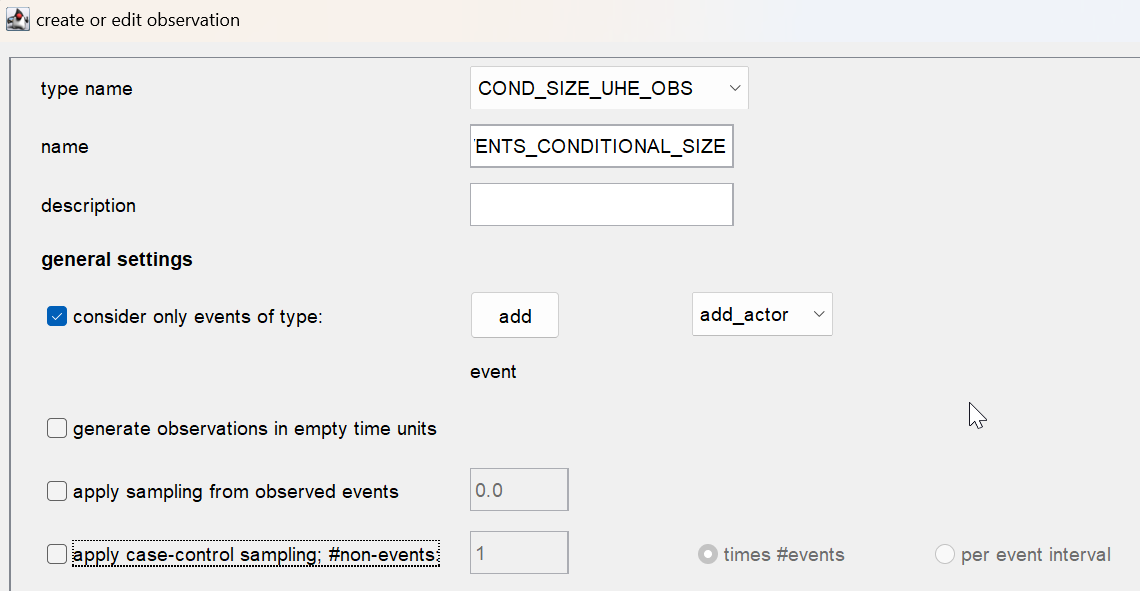 create or edit observation
type name COND_SIZE_UHE_OBS
name ENTS_CONDITIONAL_SIZE
description
general settings
consider only events of type: add add_actor
event
generate observations in empty time units
apply sampling from observed events 0.0
apply case-control sampling; #non-events: 1 times #events per event interval